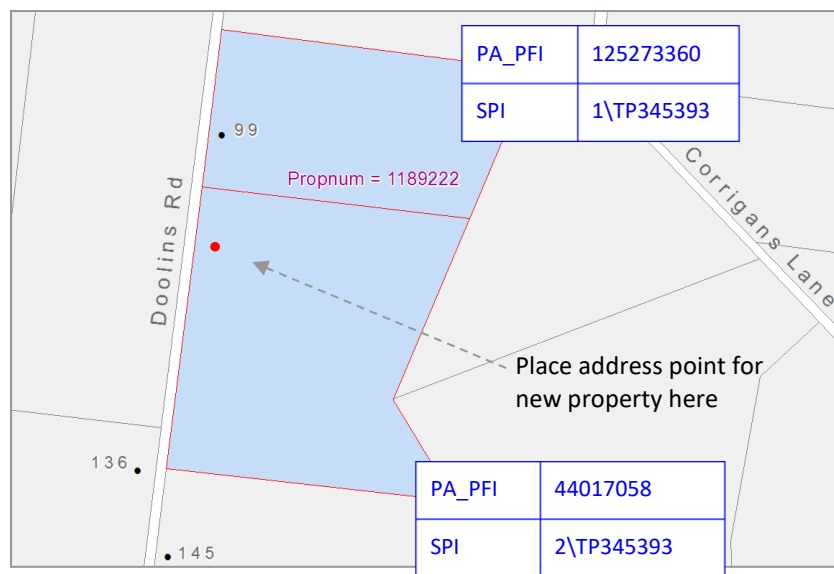 PA_PFI 125273360
SPI 1\TP345393
99
Propnum = 1189222
Corrigans Lane
Doolins Rd
Place address point for
new property here
136
PA_PFI 44017058
SPI 2\TP345393
145